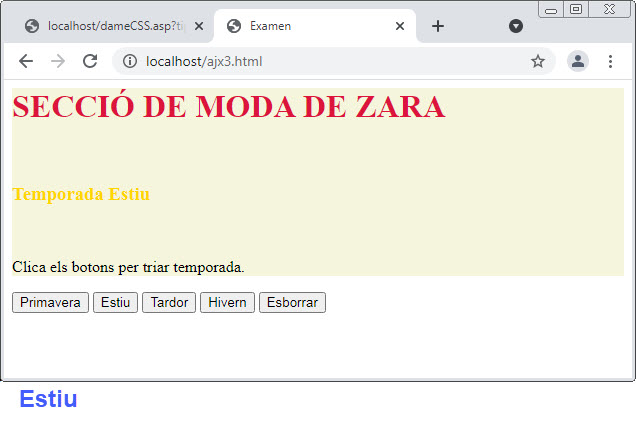 localhost/dameCSS.asp?ti
Examen
localhost/ajx3.html
SECCIÓ DE MODA DE ZARA
Temporada Estiu
Clica els botons per triar temporada.
Primavera Estiu Tardor Hivern Esborrar
Estiu